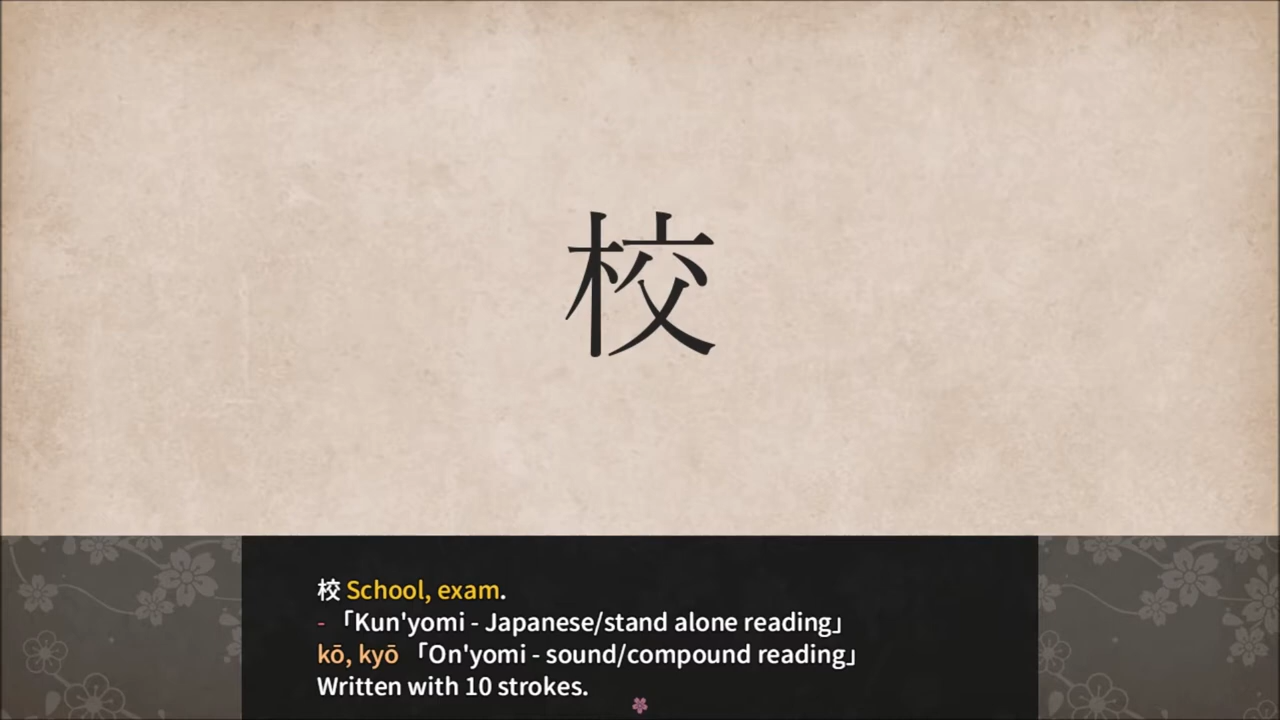 校
校 School, exam.
- 「Kun'yomi - Japanese/stand alone reading」
kō, kyō 「On'yomi - sound/compound reading」
Written with 10 strokes.